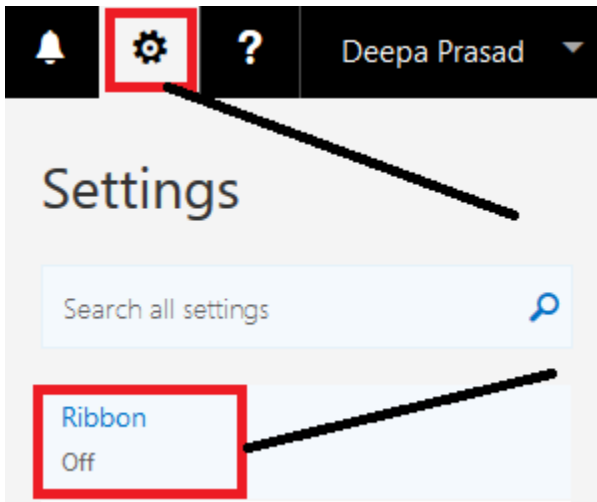 ? Deepa Prasad
Settings
Search all settings
Ribbon
Off